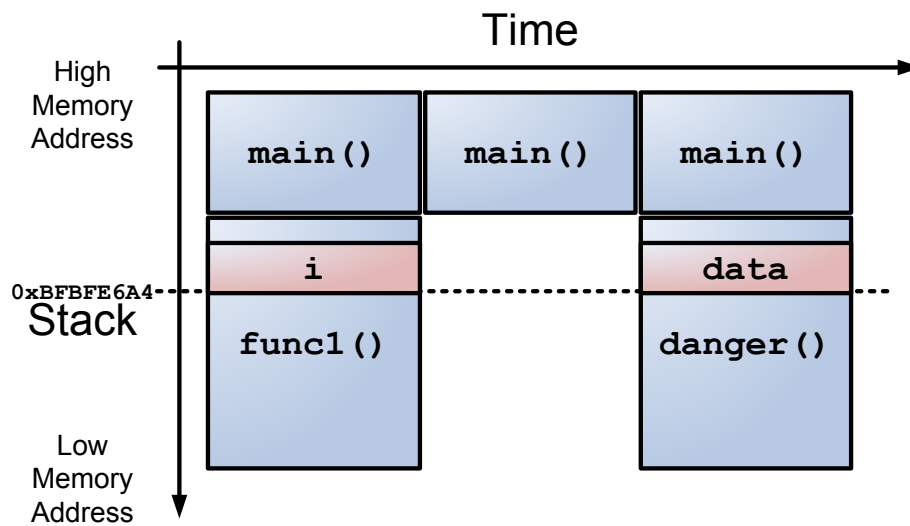 Time
High
Memory
Address
main()
main()
main()
i
data
0xBFBFE6A4
Stack
func1()
danger()
Low
Memory
Address